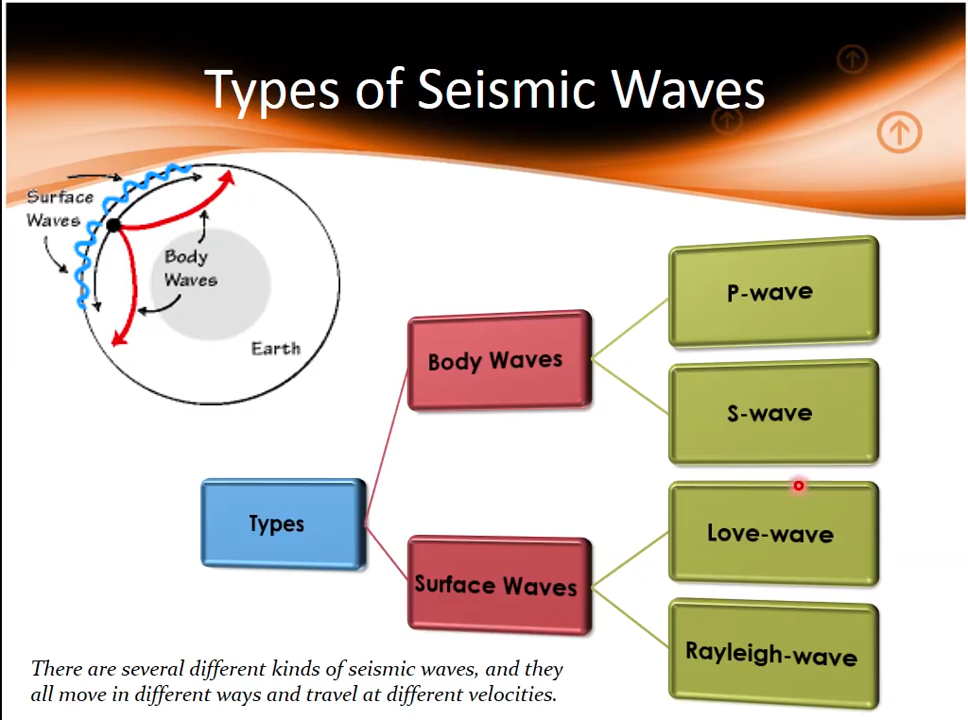 Types of Seismic Waves
Surface
Waves
Body
Waves
Earth
Types
Body Waves
Surface Waves
P-wave
S-wave
Love-wave
Rayleigh-wave
There are several different kinds of seismic waves, and they
all move in different ways and travel at different velocities.